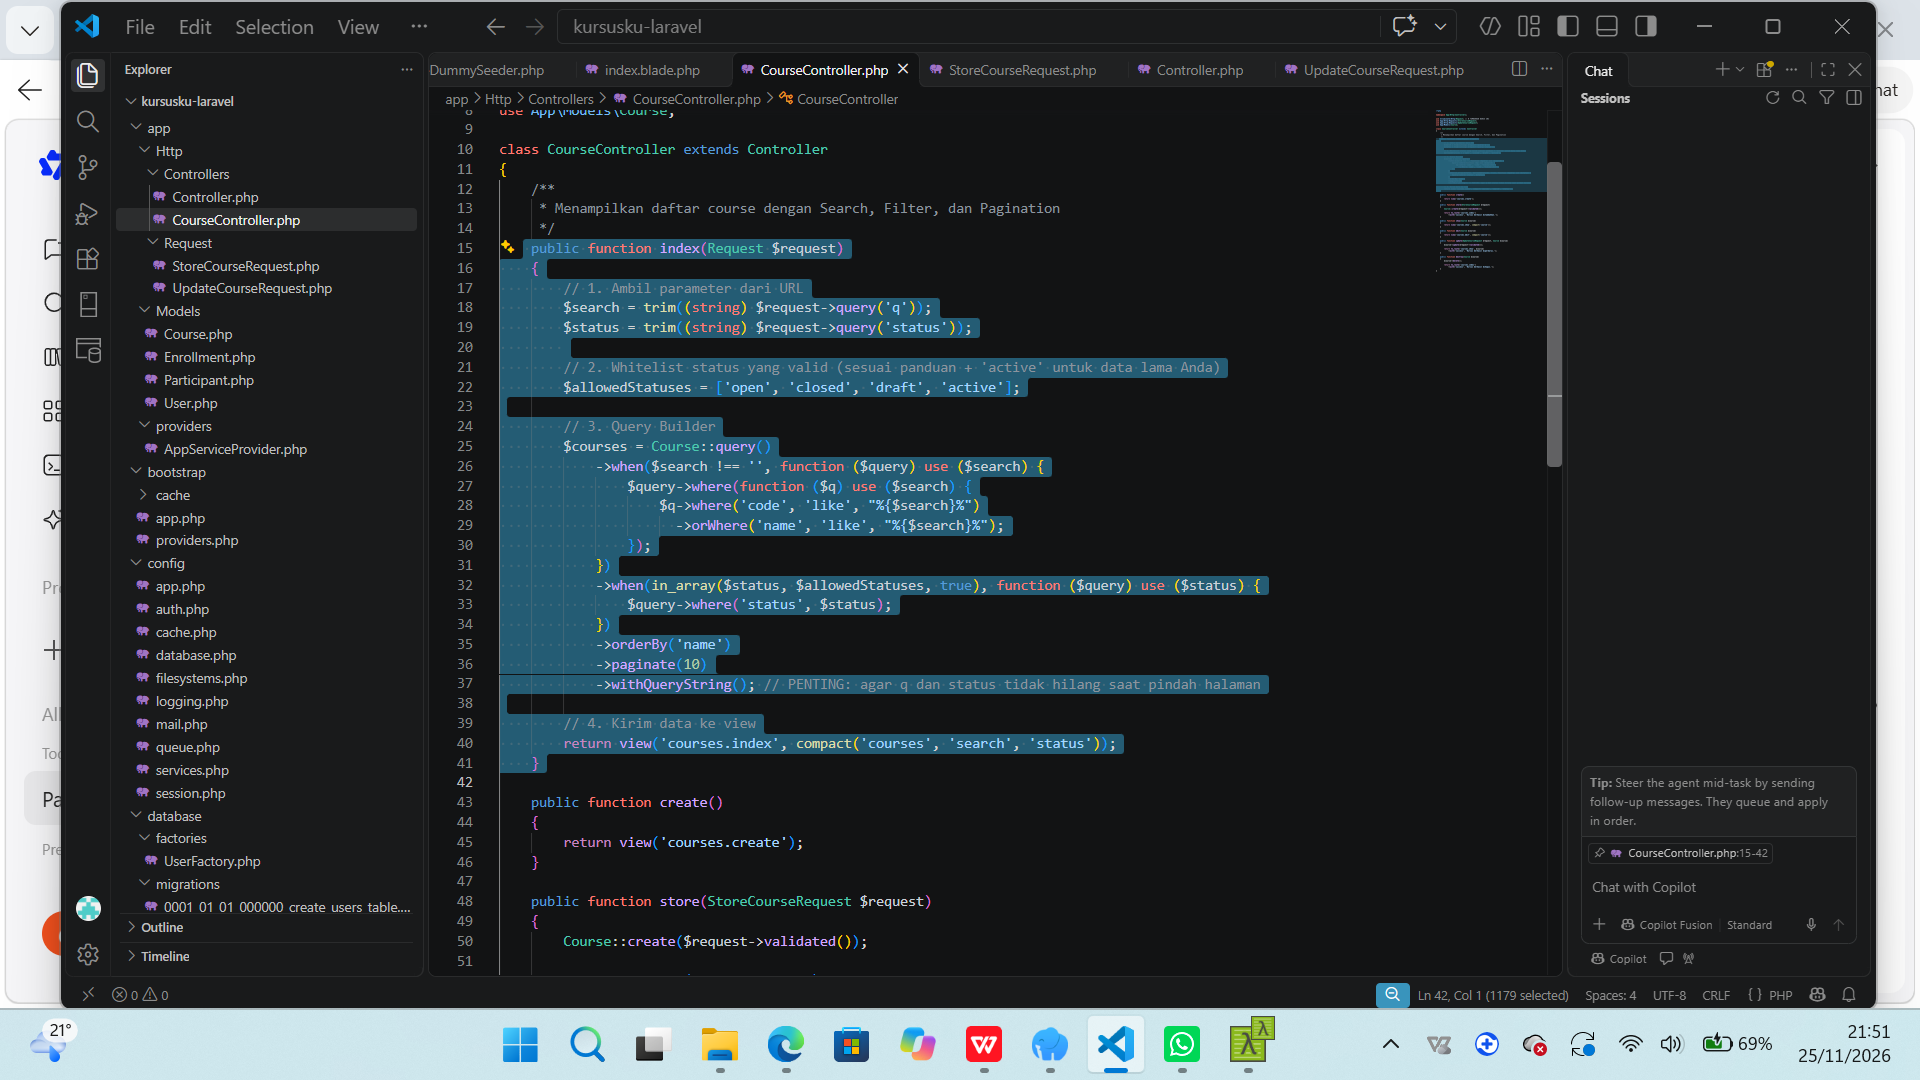 File Edit Selection View ···
kursusku-laravel
Explorer ···
kursusku-laravel
app
Http
Controllers
Controller.php
CourseController.php
Request
StoreCourseRequest.php
UpdateCourseRequest.php
Models
Course.php
Enrollment.php
Participant.php
User.php
providers
AppServiceProvider.php
bootstrap
cache
app.php
providers.php
config
app.php
auth.php
cache.php
database.php
filesystems.php
logging.php
mail.php
queue.php
services.php
session.php
database
factories
UserFactory.php
migrations
0001_01_01_000000_create_users_table....
Outline
Timeline
DummySeeder.php index.blade.php CourseController.php StoreCourseRequest.php Controller.php UpdateCourseRequest.php
app > Http > Controllers > CourseController.php > CourseController
8 use App\Models\Course;
9
10 class CourseController extends Controller
11 {
12 /**
13 * Menampilkan daftar course dengan Search, Filter, dan Pagination
14 */
15 public function index(Request $request)
16 {
17 // 1. Ambil parameter dari URL
18 $search = trim((string) $request->query('q'));
19 $status = trim((string) $request->query('status'));
20
21 // 2. Whitelist status yang valid (sesuai panduan + 'active' untuk data lama Anda)
22 $allowedStatuses = ['open', 'closed', 'draft', 'active'];
23
24 // 3. Query Builder
25 $courses = Course::query()
26 ->when($search !== '', function ($query) use ($search) {
27 $query->where(function ($q) use ($search) {
28 $q->where('code', 'like', "%{$search}%")
29 ->orWhere('name', 'like', "%{$search}%");
30 });
31 })
32 ->when(in_array($status, $allowedStatuses, true), function ($query) use ($status) {
33 $query->where('status', $status);
34 })
35 ->orderBy('name')
36 ->paginate(10)
37 ->withQueryString(); // PENTING: agar q dan status tidak hilang saat pindah halaman
38
39 // 4. Kirim data ke view
40 return view('courses.index', compact('courses', 'search', 'status'));
41 }
42
43 public function create()
44 {
45 return view('courses.create');
46 }
47
48 public function store(StoreCourseRequest $request)
49 {
50 Course::create($request->validated());
51
Chat
Sessions
Tip: Steer the agent mid-task by sending
follow-up messages. They queue and apply
in order.
CourseController.php:15-42
Chat with Copilot
Copilot Fusion Standard
Copilot
0 0
Ln 42, Col 1 (1179 selected) Spaces: 4 UTF-8 CRLF { } PHP
21°
69%
21:51
25/11/2026